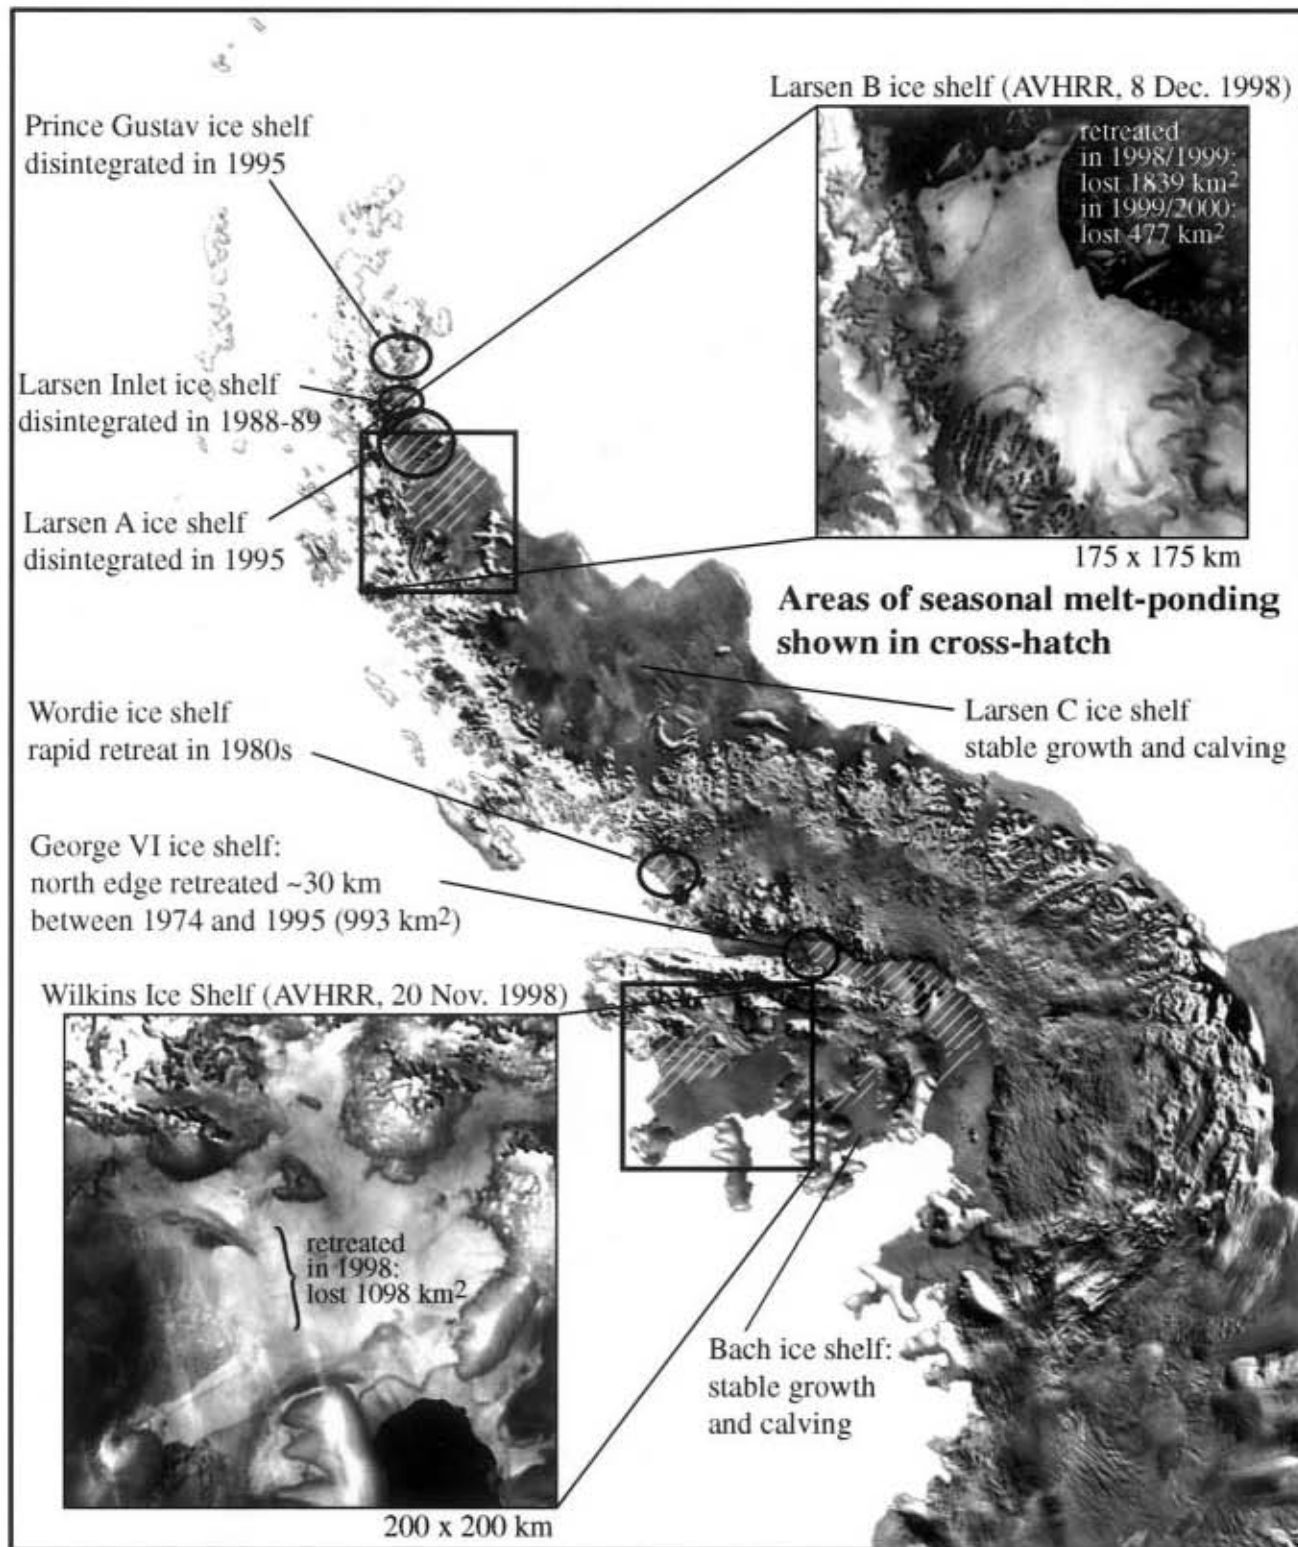 Larsen B ice shelf (AVHRR, 8 Dec. 1998)
Prince Gustav ice shelf
disintegrated in 1995
retreated
in 1998/1999:
lost 1839 km²
in 1999/2000:
lost 477 km²
Larsen Inlet ice shelf
disintegrated in 1988-89
Larsen A ice shelf
disintegrated in 1995
175 x 175 km
Areas of seasonal melt-ponding
shown in cross-hatch
Wordie ice shelf
rapid retreat in 1980s
Larsen C ice shelf
stable growth and calving
George VI ice shelf:
north edge retreated ~30 km
between 1974 and 1995 (993 km²)
Wilkins Ice Shelf (AVHRR, 20 Nov. 1998)
retreated
in 1998:
lost 1098 km²
Bach ice shelf:
stable growth
and calving
200 x 200 km